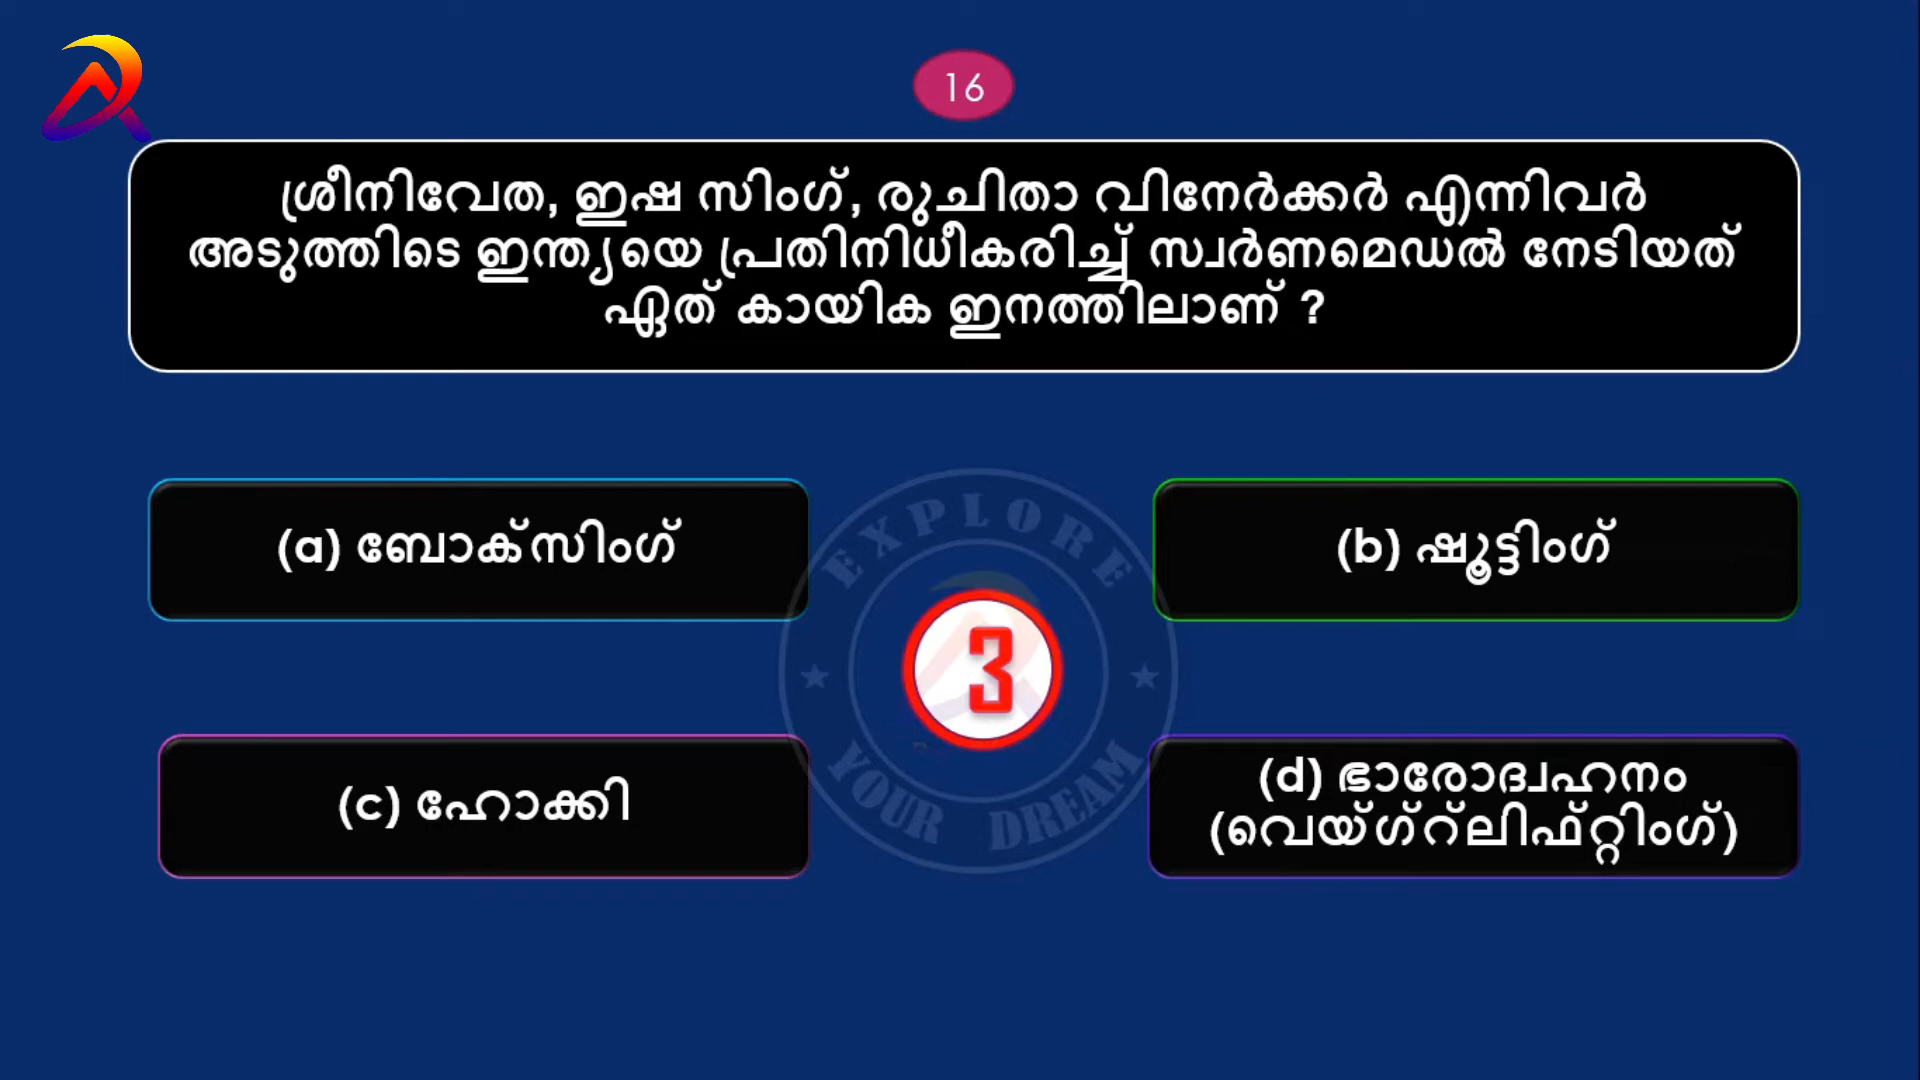 16
ശ്രീനിവേത, ഇഷ സിംഗ്, രുചിതാ വിനേർക്കർ എന്നിവർ
അടുത്തിടെ ഇന്ത്യയെ പ്രതിനിധീകരിച്ച് സ്വർണമെഡൽ നേടിയത്
ഏത് കായിക ഇനത്തിലാണ് ?
(a) ബോക്സിംഗ്
(b) ഷൂട്ടിംഗ്
EXPLORE
3
YOUR DREAM
(c) ഹോക്കി
(d) ഭാരോദ്വഹനം
(വെയ്ഗ്റ്ലിഫ്റ്റിംഗ്)